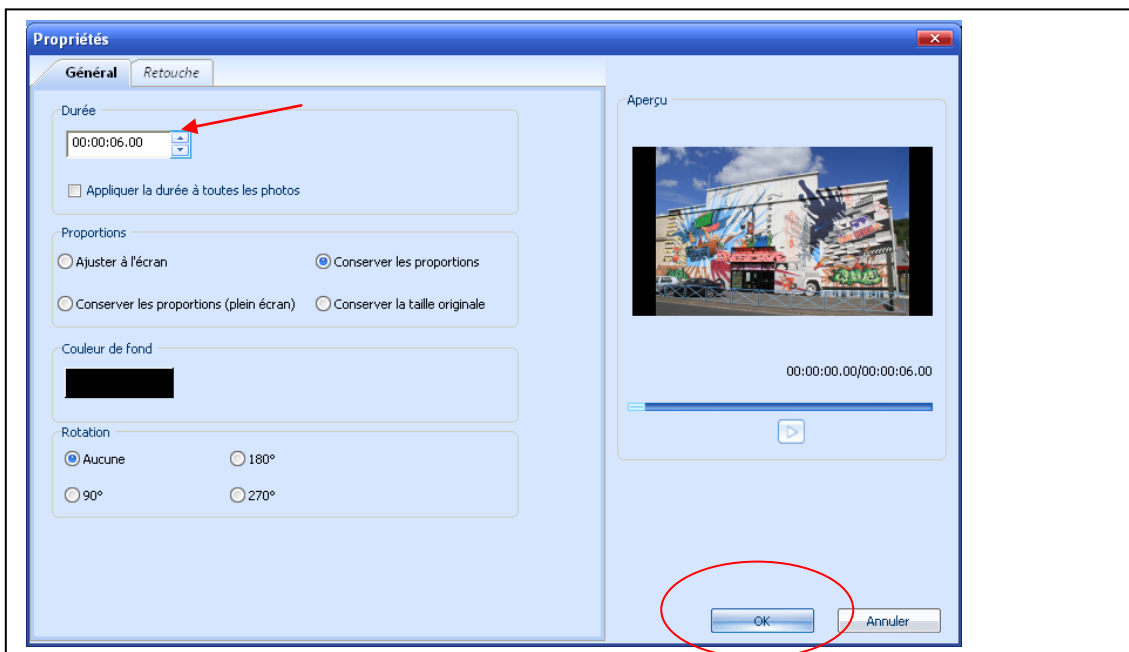 Propriétés
Général Retouche
Durée
00:00:06.00
Appliquer la durée à toutes les photos
Proportions
Ajuster à l'écran Conserver les proportions
Conserver les proportions (plein écran) Conserver la taille originale
Couleur de fond
Rotation
Aucune 180°
90° 270°
Aperçu
00:00:00.00/00:00:06.00
OK Annuler